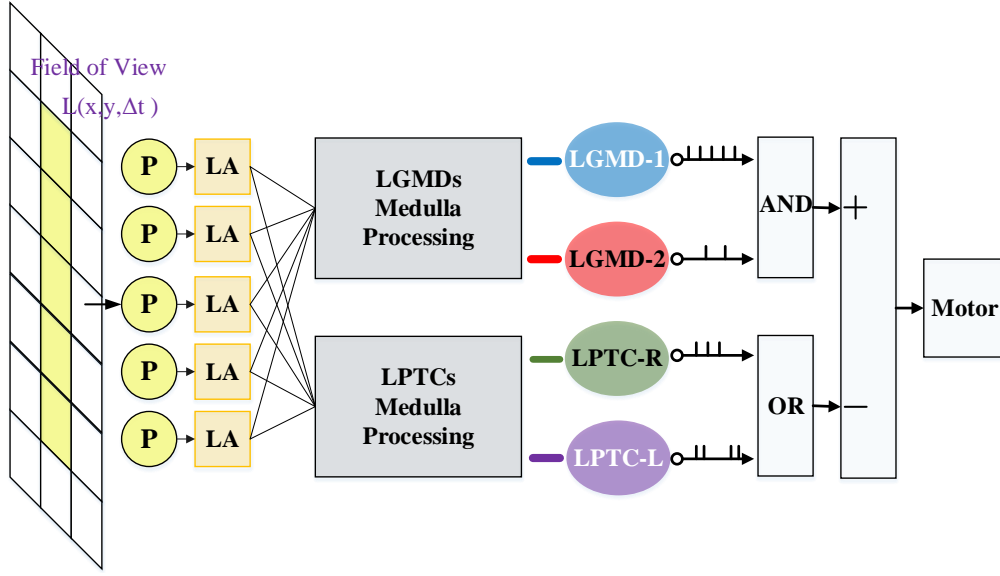 Field of View
L(x,y,Δt )
P
LA
P
LA
P
LA
P
LA
P
LA
LGMDs
Medulla
Processing
LPTCs
Medulla
Processing
LGMD-1
LGMD-2
LPTC-R
LPTC-L
AND
OR
+
−
Motor